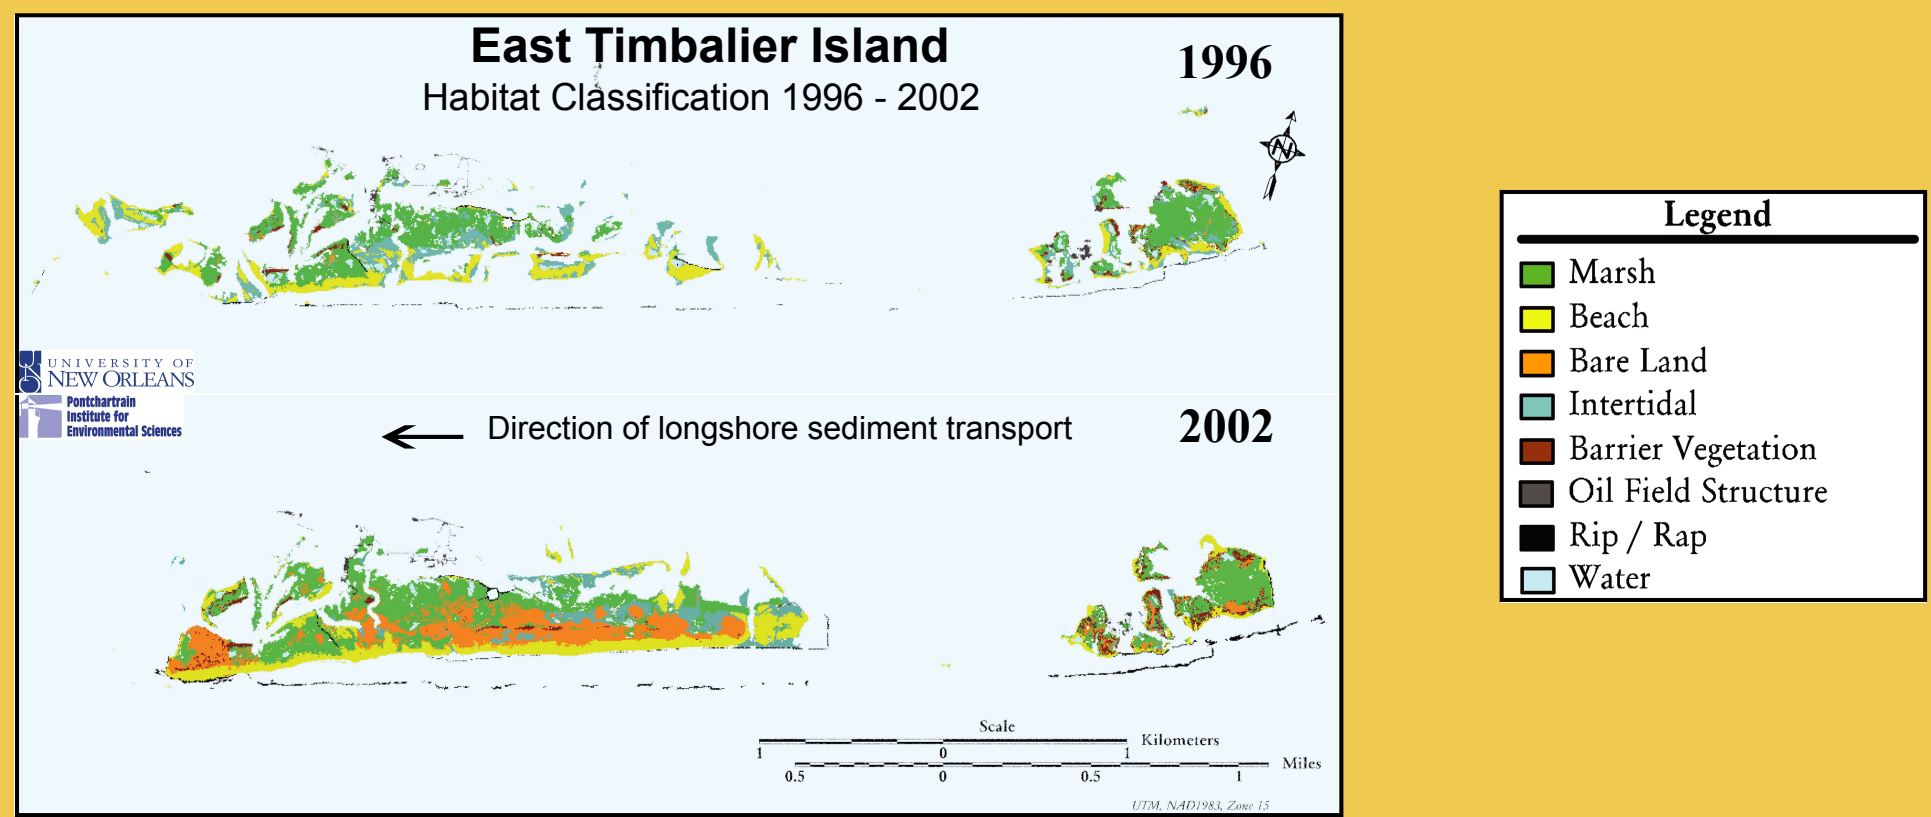 East Timbalier Island
1996
Habitat Classification 1996 - 2002
N
UNIVERSITY OF
NEW ORLEANS
Pontchartrain
Institute for
Environmental Sciences
Direction of longshore sediment transport
2002
Scale
Kilometers
1 0 1
Miles
0.5 0 0.5 1
UTM, NAD1983, Zone 15
Legend
Marsh
Beach
Bare Land
Intertidal
Barrier Vegetation
Oil Field Structure
Rip / Rap
Water